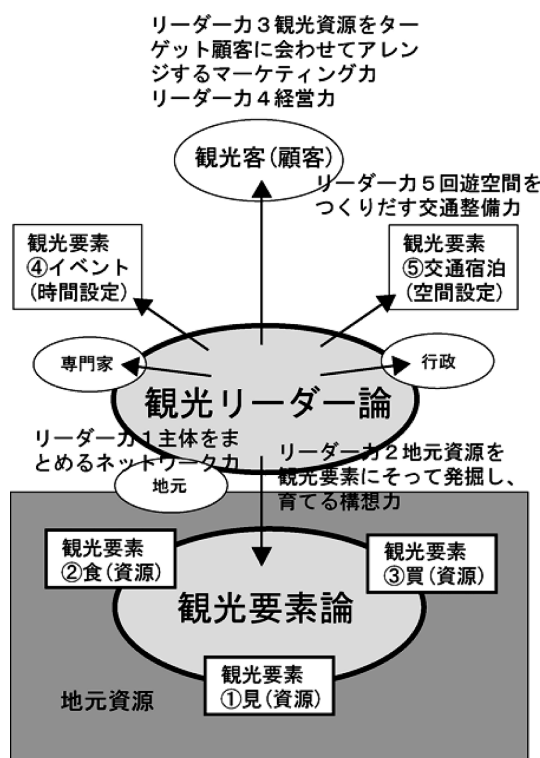 リーダー力３観光資源をター
ゲット顧客に会わせてアレン
ジするマーケティング力
リーダー力４経営力
観光客(顧客)
リーダー力５回遊空間を
つくりだす交通整備力
観光要素
④イベント
(時間設定)
観光要素
⑤交通宿泊
(空間設定)
専門家
行政
観光リーダー論
リーダー力１主体をま
とめるネットワーク力
リーダー力２地元資源を
観光要素にそって発掘し、
育てる構想力
地元
観光要素
②食(資源)
観光要素
③買(資源)
観光要素論
観光要素
①見(資源)
地元資源